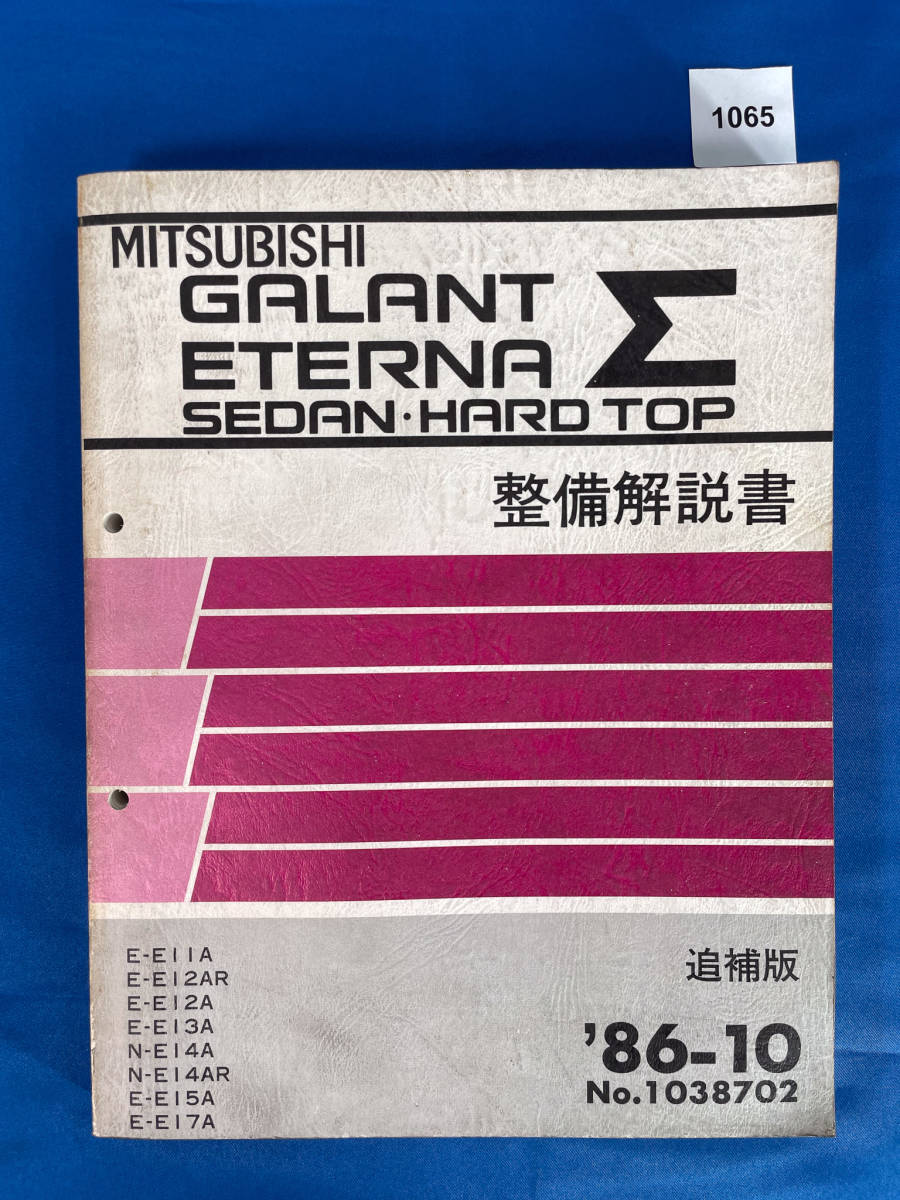 1065
MITSUBISHI
GALANT Σ
ETERNA
SEDAN・HARD TOP
整備解説書
E-E11A
E-E12AR
E-E12A
E-E13A
N-E14A
N-E14AR
E-E15A
E-E17A
追補版
'86-10
No.1038702